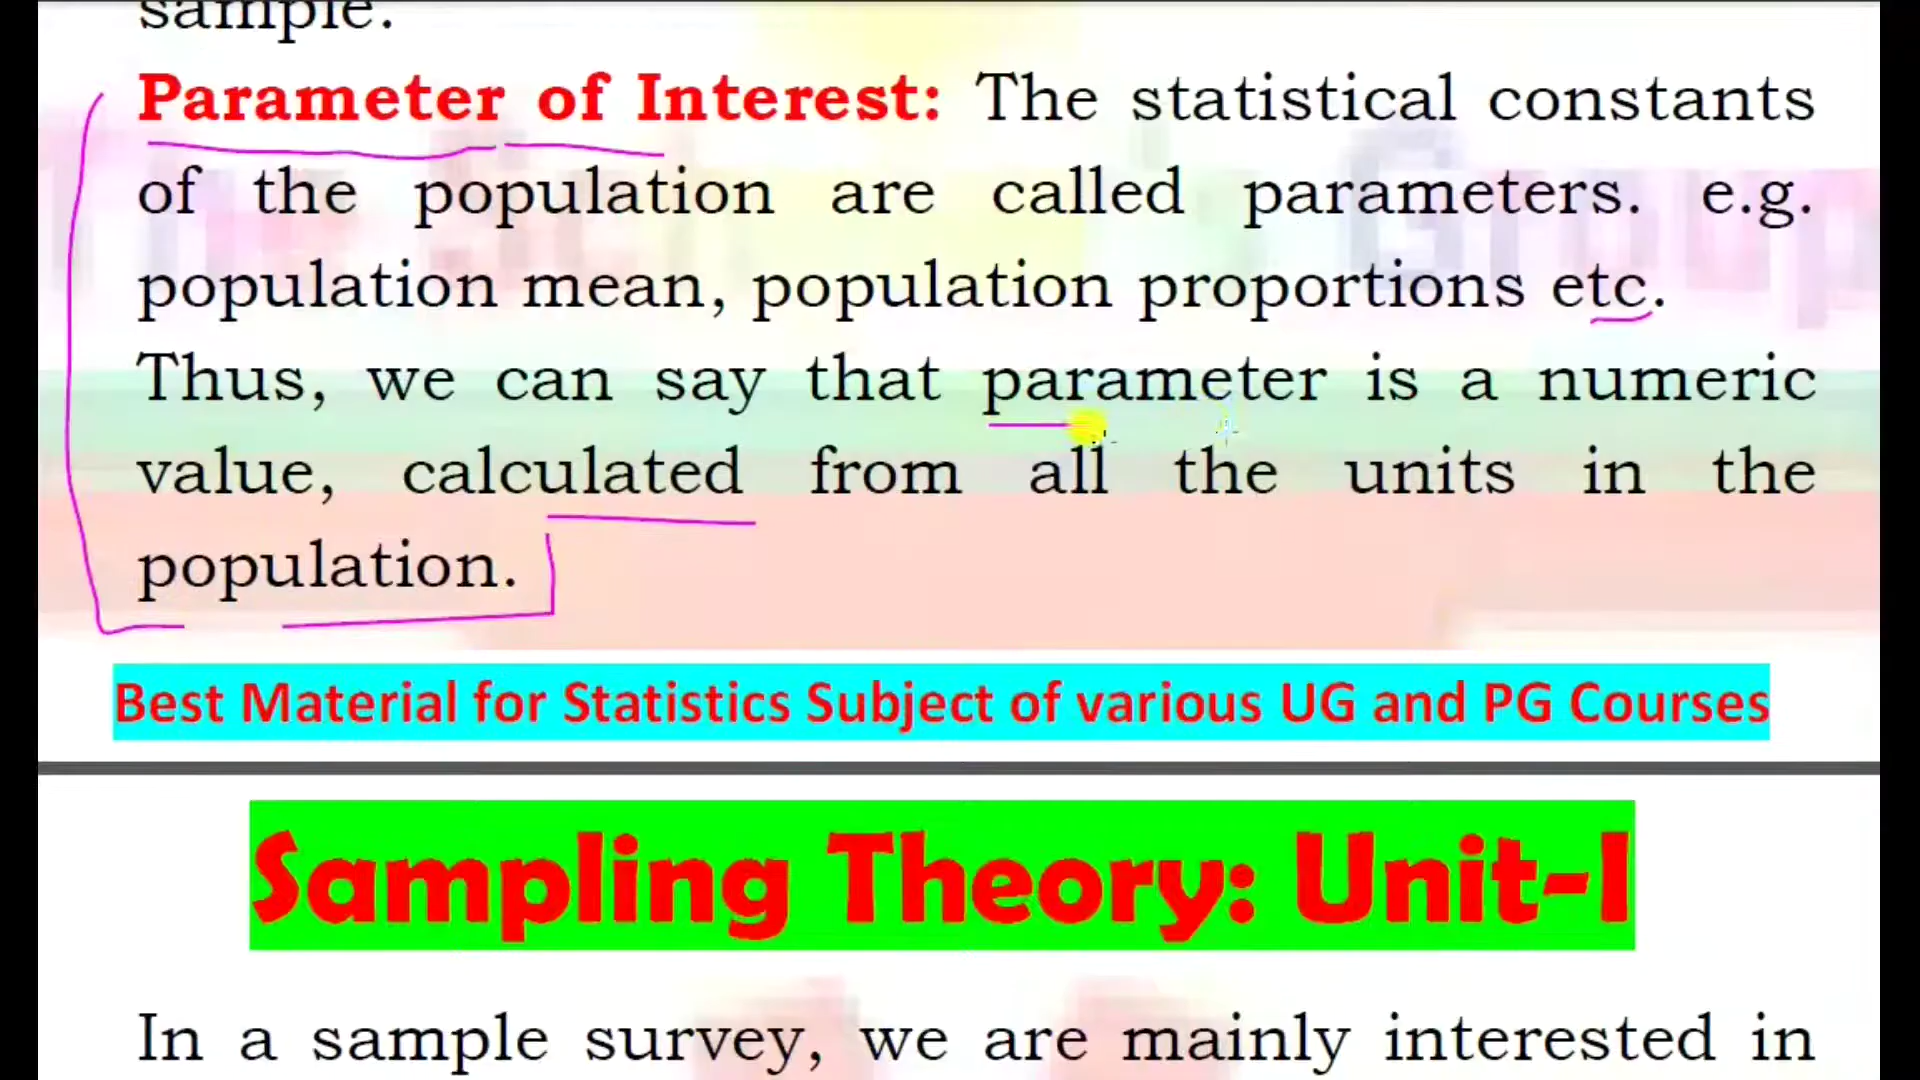 sample.
Parameter of Interest: The statistical constants
of the population are called parameters. e.g.
population mean, population proportions etc.
Thus, we can say that parameter is a numeric
value, calculated from all the units in the
population.
Best Material for Statistics Subject of various UG and PG Courses
Sampling Theory: Unit-I
In a sample survey, we are mainly interested in